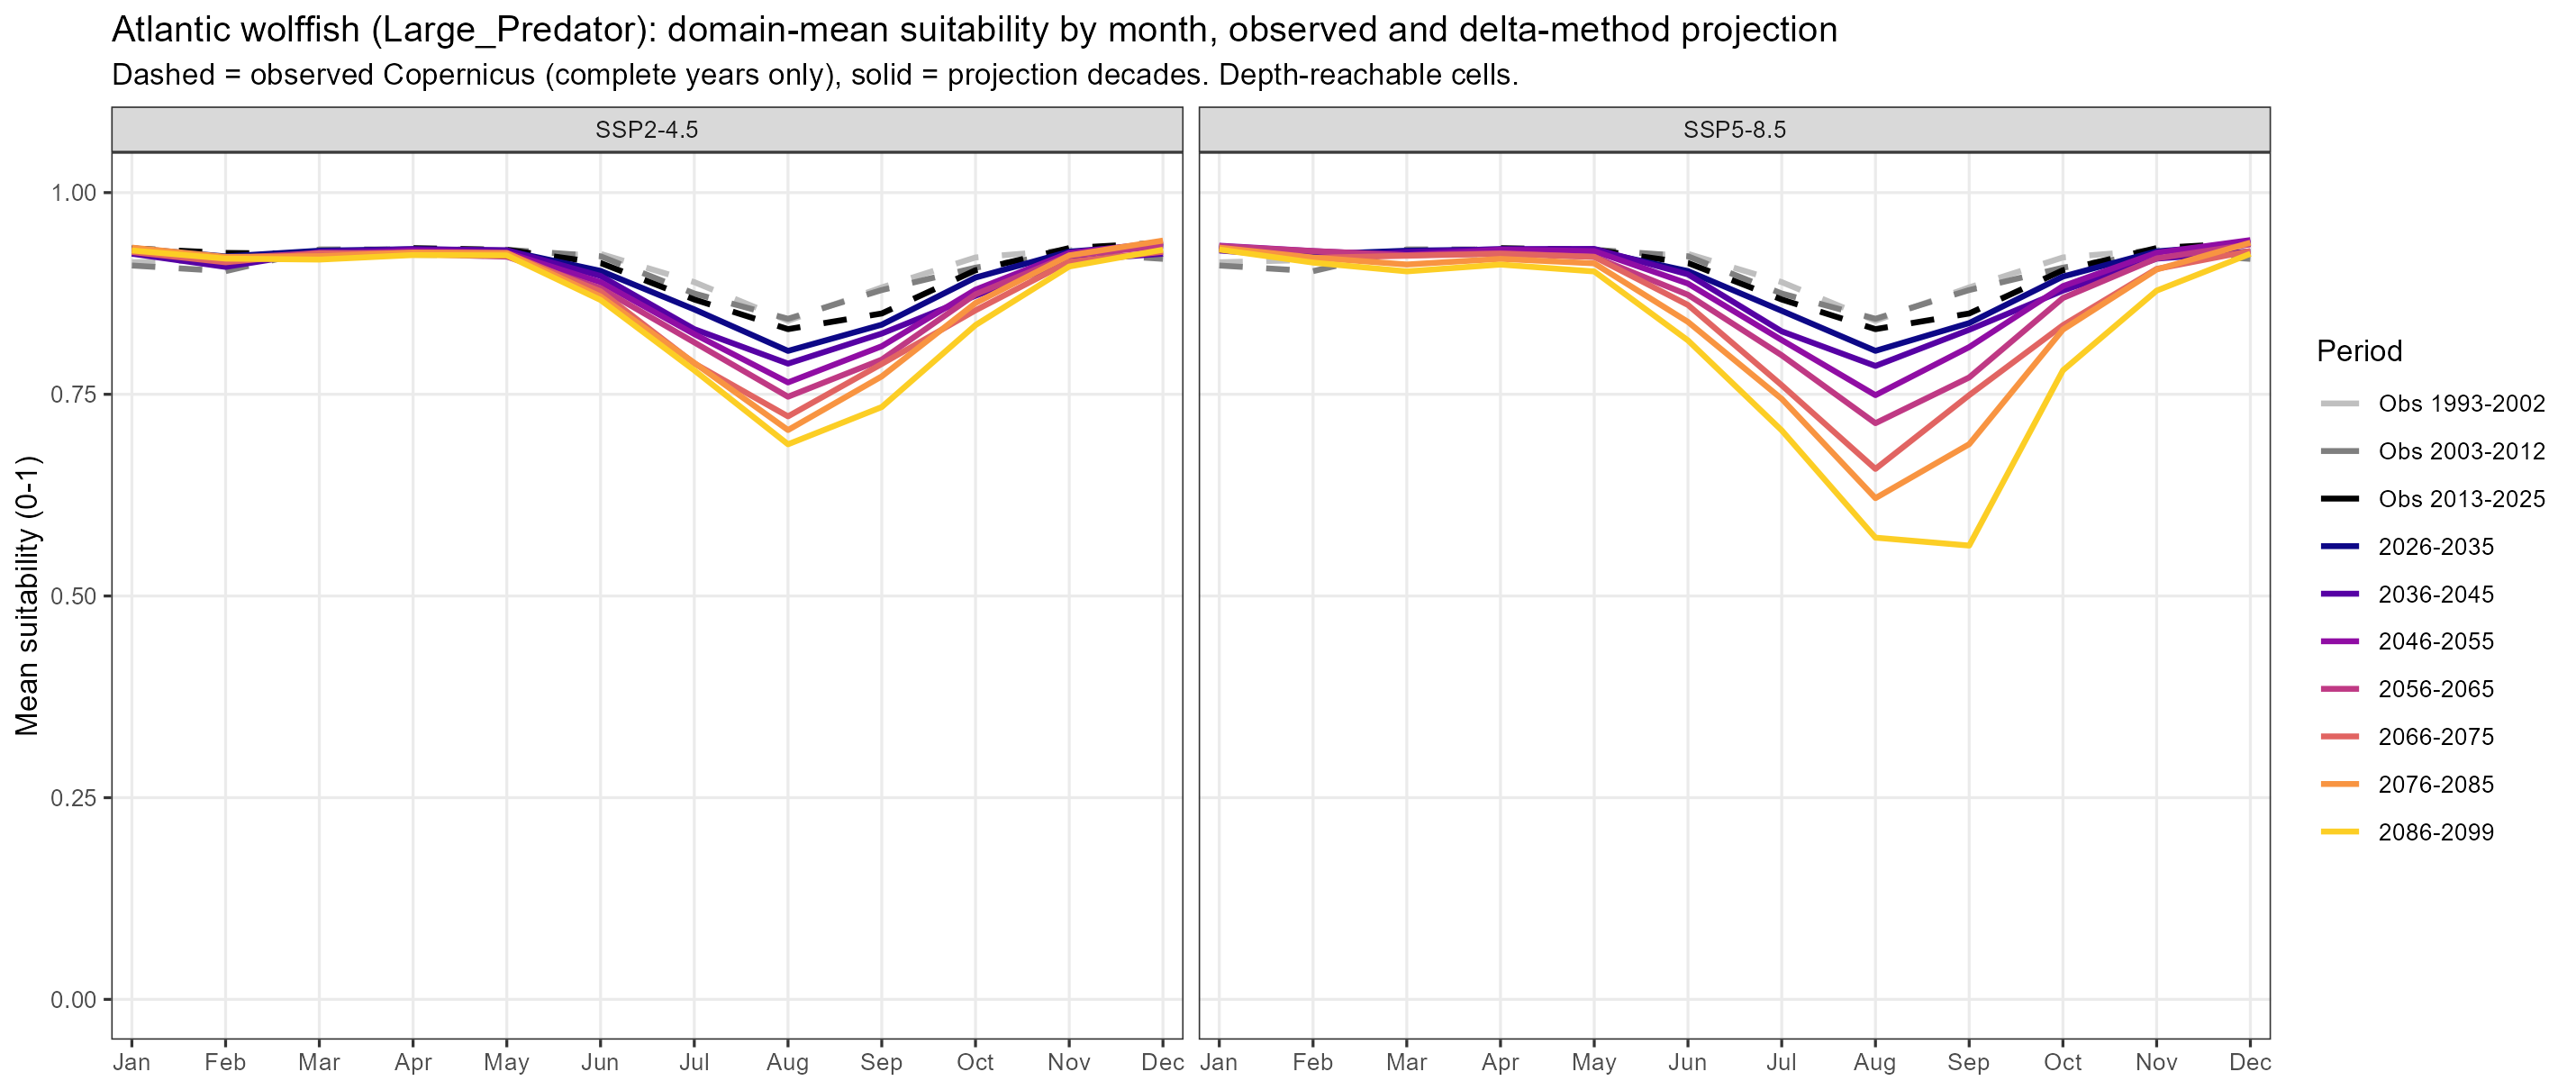 Atlantic wolffish (Large_Predator): domain-mean suitability by month, observed and delta-method projection
Dashed = observed Copernicus (complete years only), solid = projection decades. Depth-reachable cells.
SSP2-4.5
SSP5-8.5
Mean suitability (0-1)
1.00
0.75
0.50
0.25
0.00
Jan Feb Mar Apr May Jun Jul Aug Sep Oct Nov Dec
Jan Feb Mar Apr May Jun Jul Aug Sep Oct Nov Dec
Period
Obs 1993-2002
Obs 2003-2012
Obs 2013-2025
2026-2035
2036-2045
2046-2055
2056-2065
2066-2075
2076-2085
2086-2099